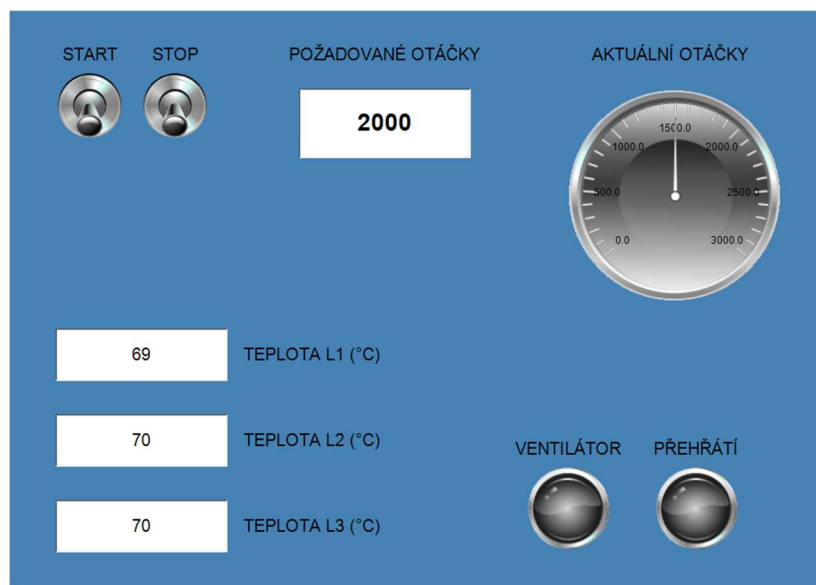 START STOP POŽADOVANÉ OTÁČKY AKTUÁLNÍ OTÁČKY
2000
1500.0
1000.0 2000.0
500.0 2500.0
0.0 3000.0
69 TEPLOTA L1 (°C)
70 TEPLOTA L2 (°C)
VENTILÁTOR PŘEHŘÁTÍ
70 TEPLOTA L3 (°C)